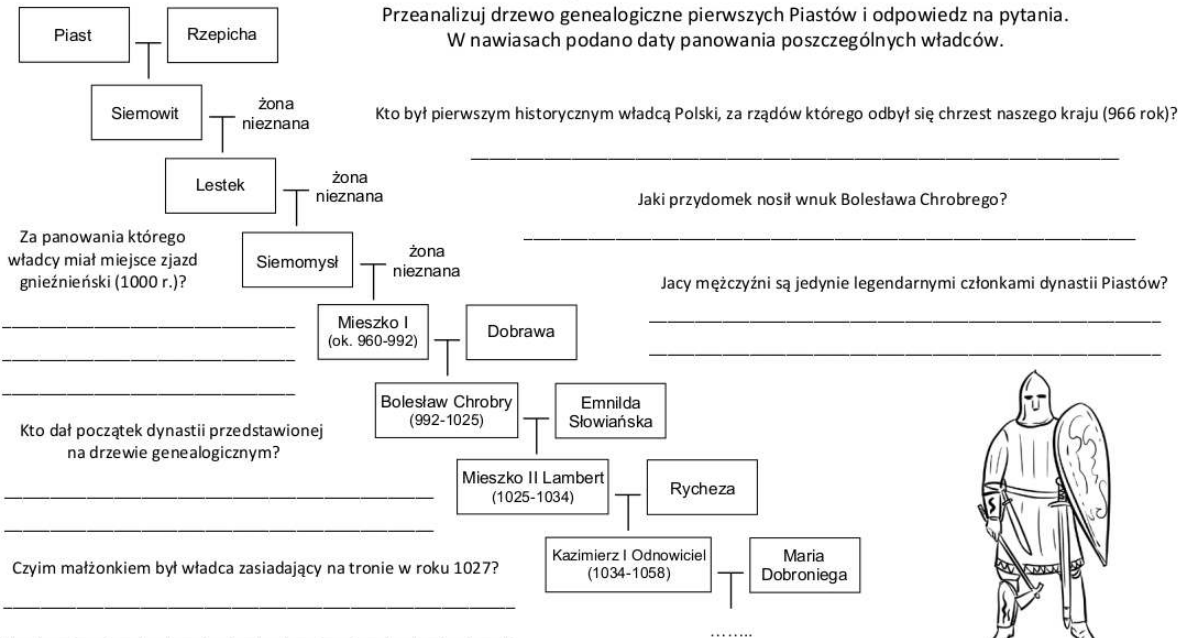 Przeanalizuj drzewo genealogiczne pierwszych Piastów i odpowiedz na pytania.
W nawiasach podano daty panowania poszczególnych władców.
Piast
Rzepicha
Siemowit
żona
nieznana
Lestek
żona
nieznana
Siemomysł
żona
nieznana
Mieszko I
(ok. 960-992)
Dobrawa
Bolesław Chrobry
(992-1025)
Emnilda
Słowiańska
Mieszko II Lambert
(1025-1034)
Rycheza
Kazimierz I Odnowiciel
(1034-1058)
Maria
Dobroniega
........
Kto był pierwszym historycznym władcą Polski, za rządów którego odbył się chrzest naszego kraju (966 rok)?
Jaki przydomek nosił wnuk Bolesława Chrobrego?
Jacy mężczyźni są jedynie legendarnymi członkami dynastii Piastów?
Za panowania którego
władcy miał miejsce zjazd
gnieźnieński (1000 r.)?
Kto dał początek dynastii przedstawionej
na drzewie genealogicznym?
Czyim małżonkiem był władca zasiadający na tronie w roku 1027?